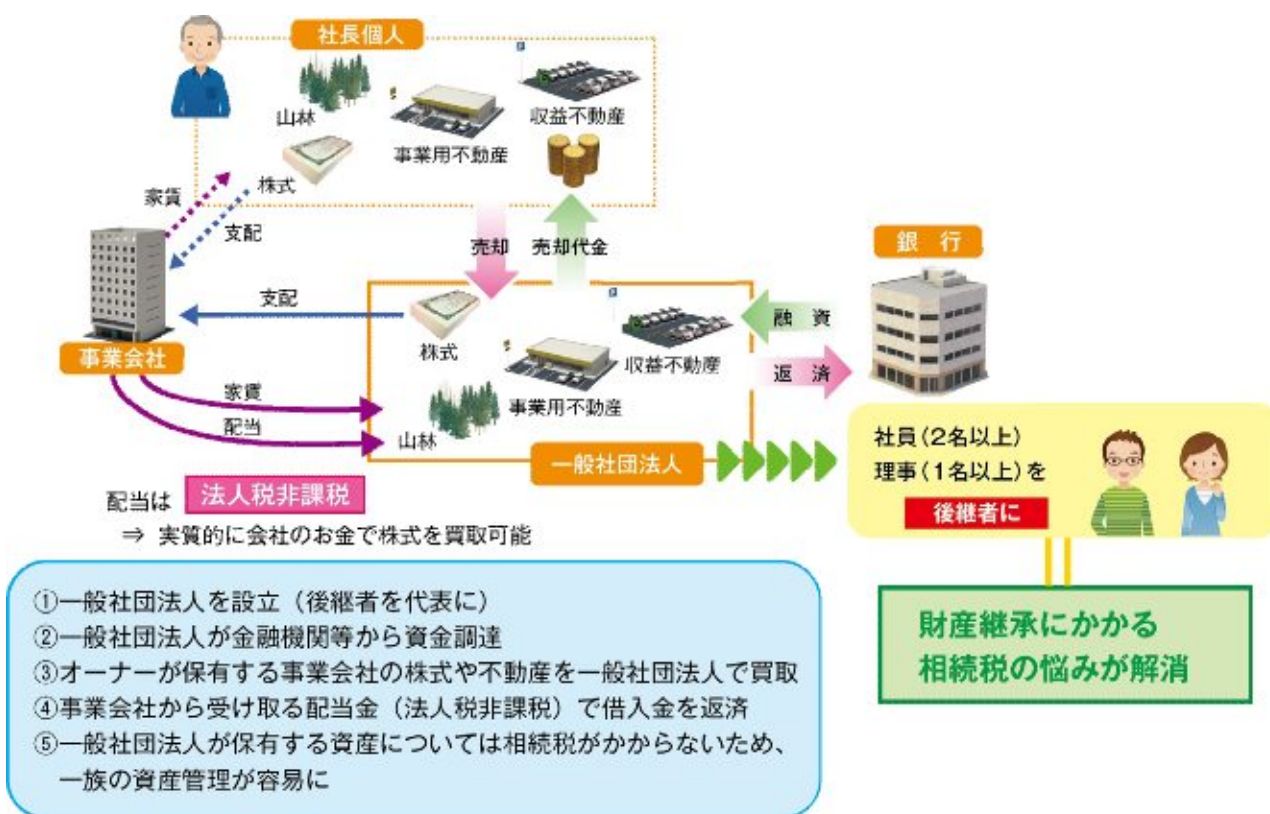 社長個人
山林
事業用不動産
収益不動産
株式
家賃
支配
売却
売却代金
銀 行
支配
株式
収益不動産
事業用不動産
山林
融 資
返 済
事業会社
家賃
配当
一般社団法人
社員(2名以上)
理事(1名以上)を
後継者に
配当は 法人税非課税
⇒ 実質的に会社のお金で株式を買取可能
財産継承にかかる
相続税の悩みが解消
①一般社団法人を設立(後継者を代表に)
②一般社団法人が金融機関等から資金調達
③オーナーが保有する事業会社の株式や不動産を一般社団法人で買取
④事業会社から受け取る配当金(法人税非課税)で借入金を返済
⑤一般社団法人が保有する資産については相続税がかからないため、
一族の資産管理が容易に